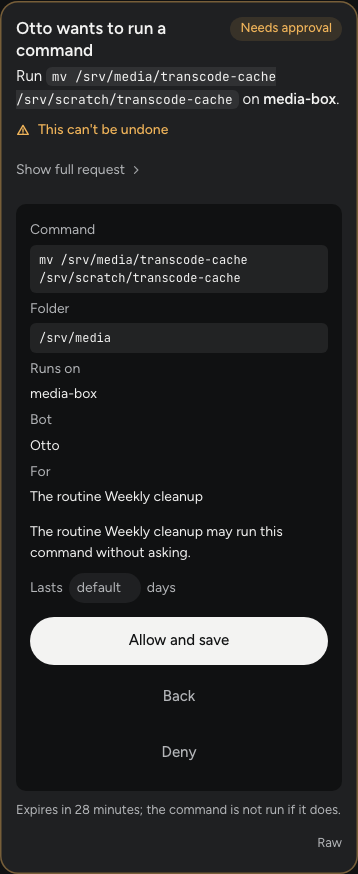 Otto wants to run a
command
Needs approval
Run mv /srv/media/transcode-cache
/srv/scratch/transcode-cache on media-box.
This can't be undone
Show full request
Command
mv /srv/media/transcode-cache
/srv/scratch/transcode-cache
Folder
/srv/media
Runs on
media-box
Bot
Otto
For
The routine Weekly cleanup
The routine Weekly cleanup may run this
command without asking.
Lasts default days
Allow and save
Back
Deny
Expires in 28 minutes; the command is not run if it does.
Raw